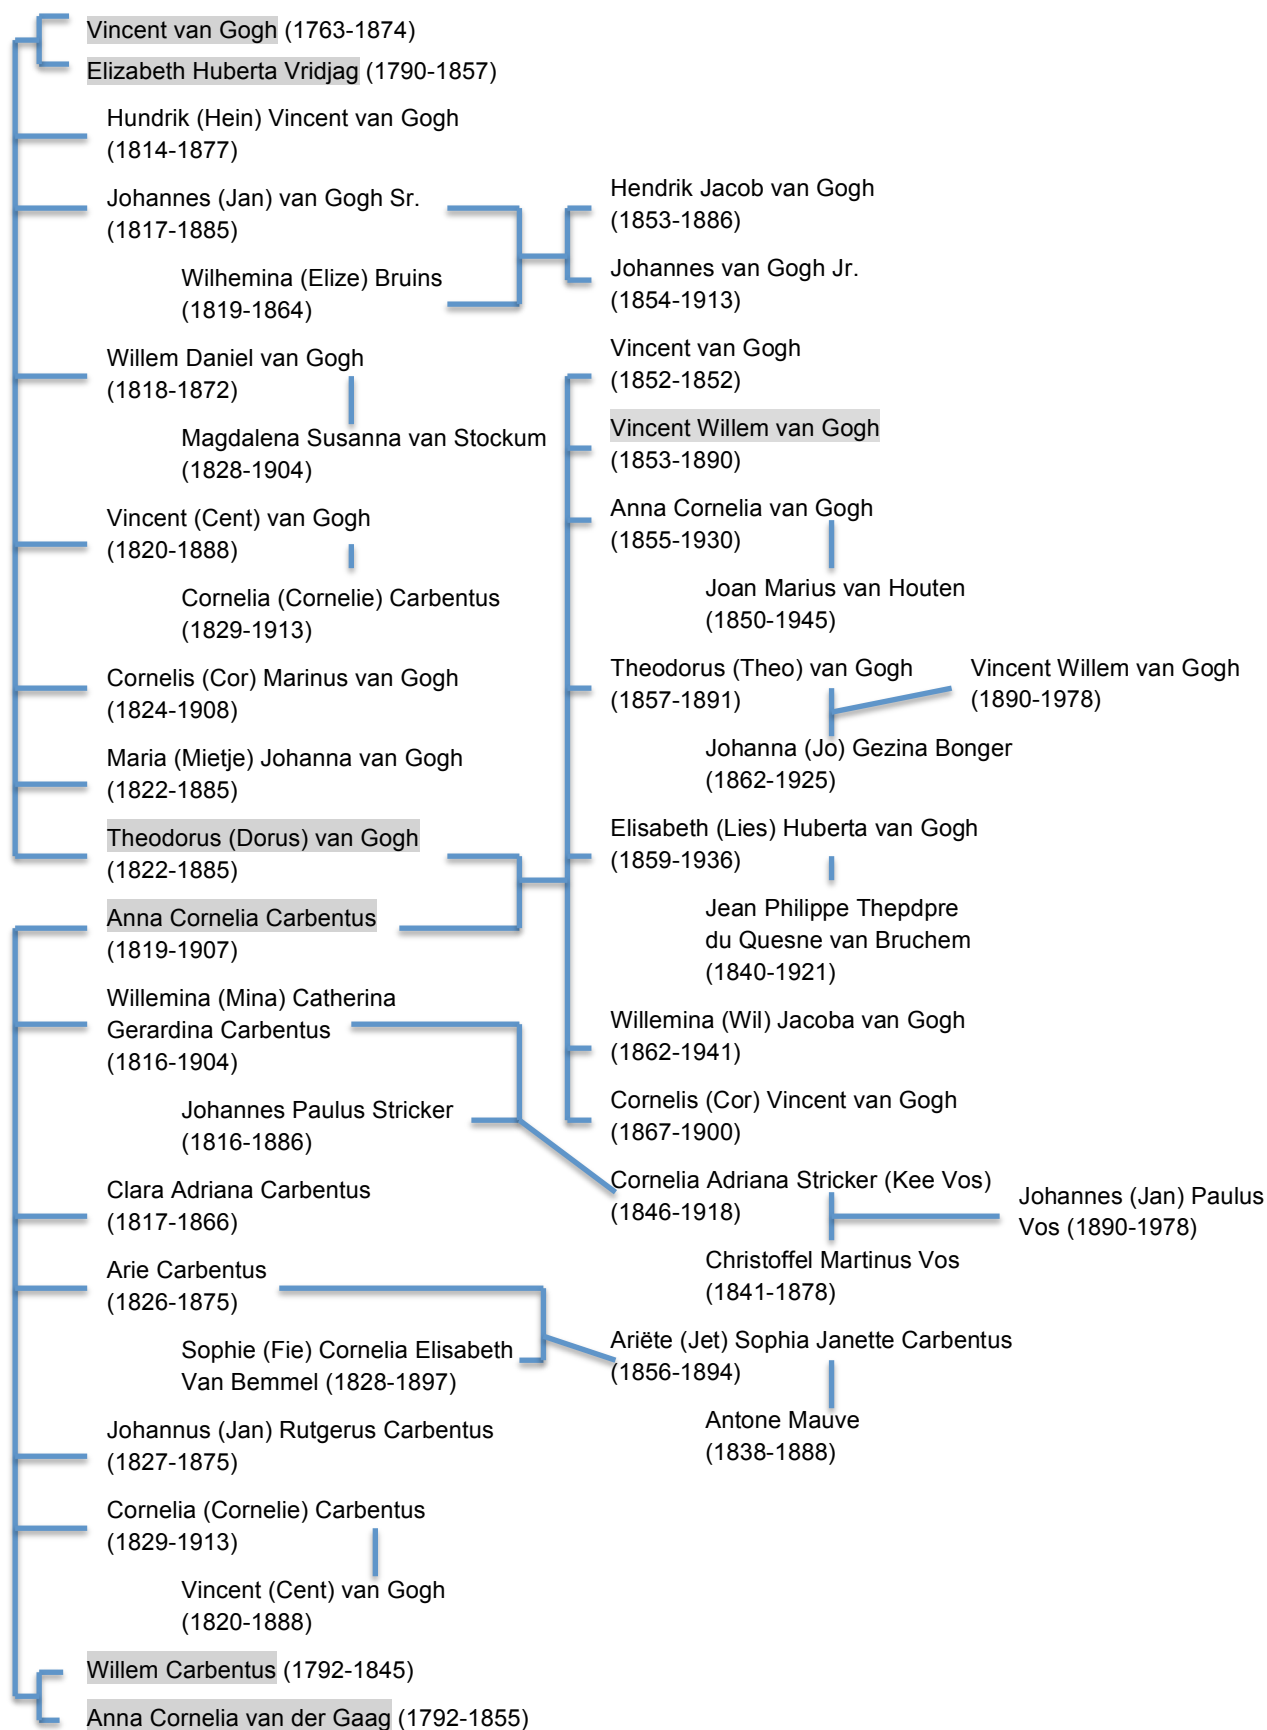 Vincent van Gogh (1763-1874)
Elizabeth Huberta Vridjag (1790-1857)
Hundrik (Hein) Vincent van Gogh
(1814-1877)
Johannes (Jan) van Gogh Sr.
(1817-1885)
Wilhemina (Elize) Bruins
(1819-1864)
Willem Daniel van Gogh
(1818-1872)
Magdalena Susanna van Stockum
(1828-1904)
Vincent (Cent) van Gogh
(1820-1888)
Cornelia (Cornelie) Carbentus
(1829-1913)
Cornelis (Cor) Marinus van Gogh
(1824-1908)
Maria (Mietje) Johanna van Gogh
(1822-1885)
Theodorus (Dorus) van Gogh
(1822-1885)
Anna Cornelia Carbentus
(1819-1907)
Willemina (Mina) Catherina
Gerardina Carbentus
(1816-1904)
Johannes Paulus Stricker
(1816-1886)
Clara Adriana Carbentus
(1817-1866)
Arie Carbentus
(1826-1875)
Sophie (Fie) Cornelia Elisabeth
Van Bemmel (1828-1897)
Johannus (Jan) Rutgerus Carbentus
(1827-1875)
Cornelia (Cornelie) Carbentus
(1829-1913)
Vincent (Cent) van Gogh
(1820-1888)
Willem Carbentus (1792-1845)
Anna Cornelia van der Gaag (1792-1855)
Hendrik Jacob van Gogh
(1853-1886)
Johannes van Gogh Jr.
(1854-1913)
Vincent van Gogh
(1852-1852)
Vincent Willem van Gogh
(1853-1890)
Anna Cornelia van Gogh
(1855-1930)
Joan Marius van Houten
(1850-1945)
Theodorus (Theo) van Gogh
(1857-1891)
Vincent Willem van Gogh
(1890-1978)
Johanna (Jo) Gezina Bonger
(1862-1925)
Elisabeth (Lies) Huberta van Gogh
(1859-1936)
Jean Philippe Thepdpre
du Quesne van Bruchem
(1840-1921)
Willemina (Wil) Jacoba van Gogh
(1862-1941)
Cornelis (Cor) Vincent van Gogh
(1867-1900)
Cornelia Adriana Stricker (Kee Vos)
(1846-1918)
Johannes (Jan) Paulus
Vos (1890-1978)
Christoffel Martinus Vos
(1841-1878)
Ariëte (Jet) Sophia Janette Carbentus
(1856-1894)
Antone Mauve
(1838-1888)